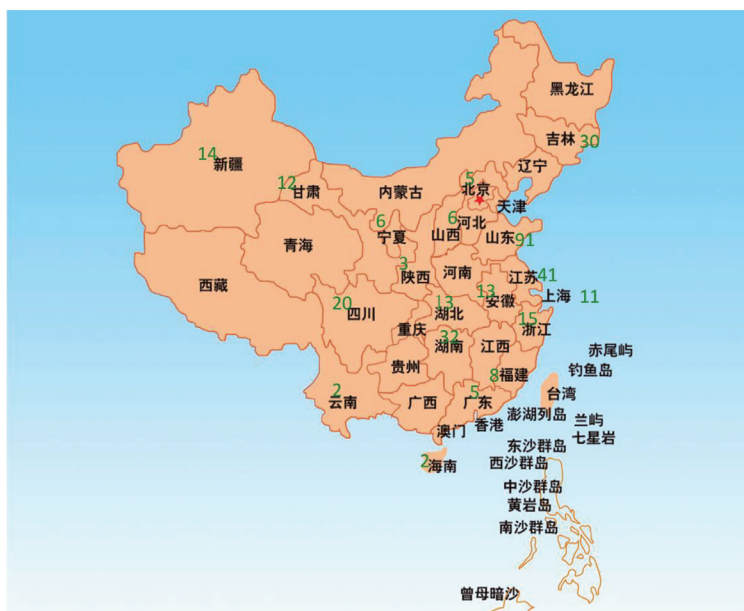 黑龙江
吉林 30
辽宁
14
新疆
12
甘肃
内蒙古
5
北京
天津
6
宁夏
6
河北
山西
山东 91
青海
3
陕西
河南
江苏 41
西藏
13
安徽
上海 11
20
四川
13
湖北
15
浙江
重庆
32
湖南
江西
赤尾屿
贵州
8 福建
钓鱼岛
2
云南
广西
5
广东
台湾
澎湖列岛
兰屿
香港
澳门
七星岩
东沙群岛
2 海南
西沙群岛
中沙群岛
黄岩岛
南沙群岛
曾母暗沙